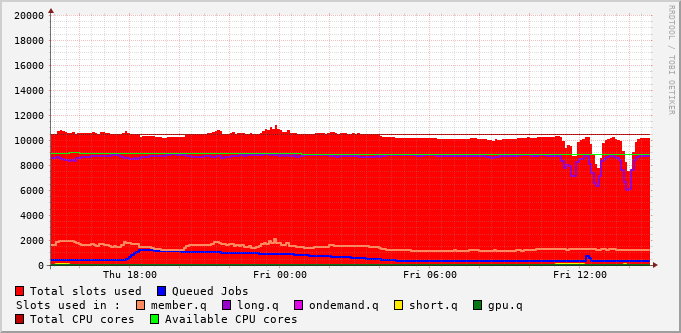 RRDTOOL / TOBI OETIKER
20000
18000
16000
14000
12000
10000
8000
6000
4000
2000
0
Thu 18:00 Fri 00:00 Fri 06:00 Fri 12:00
Total slots used Queued Jobs
Slots used in : member.q long.q ondemand.q short.q gpu.q
Total CPU cores Available CPU cores